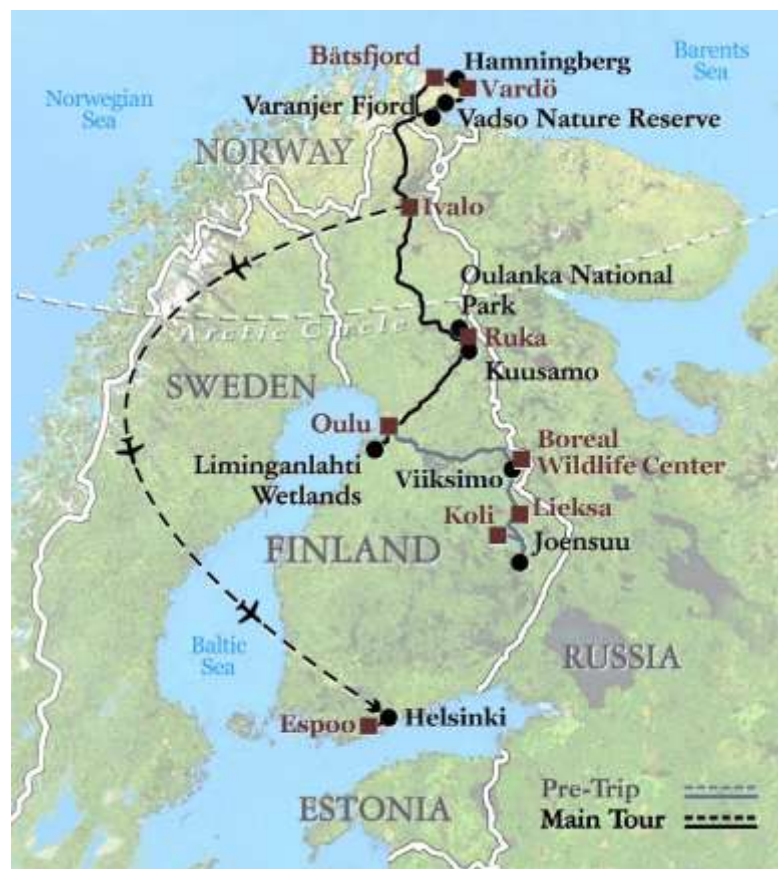 Båtsfjord
Hamningberg
Barents
Sea
Vardö
Norwegian
Sea
Varanjer Fjord
Vadso Nature Reserve
NORWAY
Ivalo
Oulanka National
Park
Arctic Circle
Ruka
Kuusamo
SWEDEN
Oulu
Boreal
Wildlife Center
Liminganlahti
Wetlands
Viiksimo
Lieksa
Koli
Joensuu
FINLAND
Baltic
Sea
RUSSIA
Espoo
Helsinki
Pre-Trip
ESTONIA
Main Tour